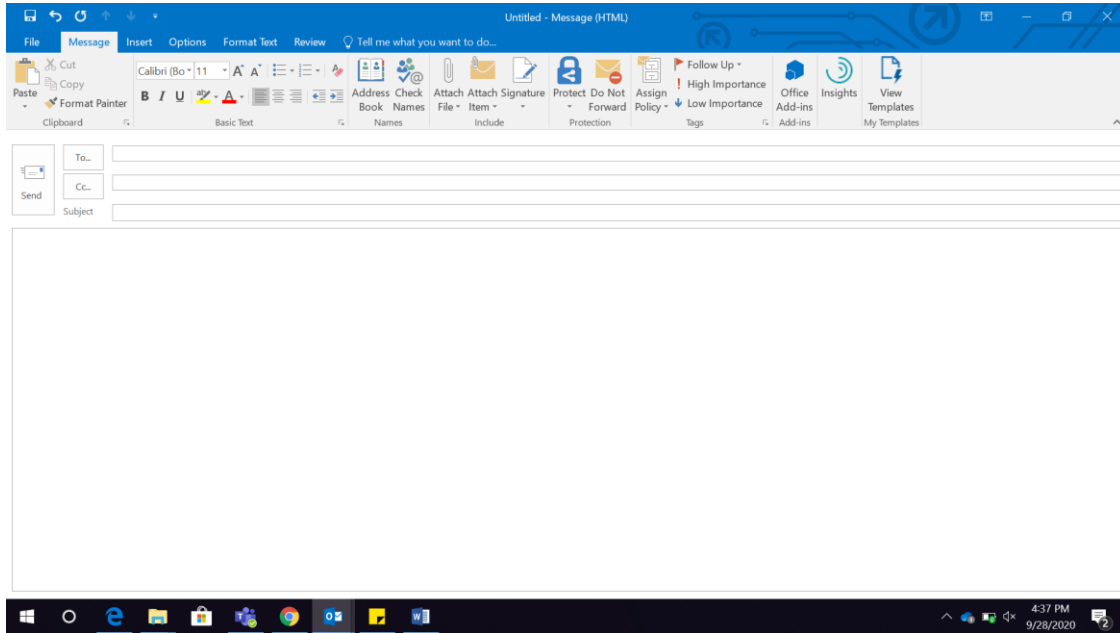 Untitled - Message (HTML)
File Message Insert Options Format Text Review Tell me what you want to do...
Paste
Cut
Copy
Format Painter
Clipboard
Calibri (Bo 11
B I U
Basic Text
Address Book
Check Names
Names
Attach File
Attach Item
Signature
Include
Protect
Do Not Forward
Protection
Assign Policy
Follow Up
High Importance
Low Importance
Tags
Office Add-ins
Add-ins
Insights
View Templates
My Templates
Send
To...
Cc...
Subject
4:37 PM
9/28/2020
2